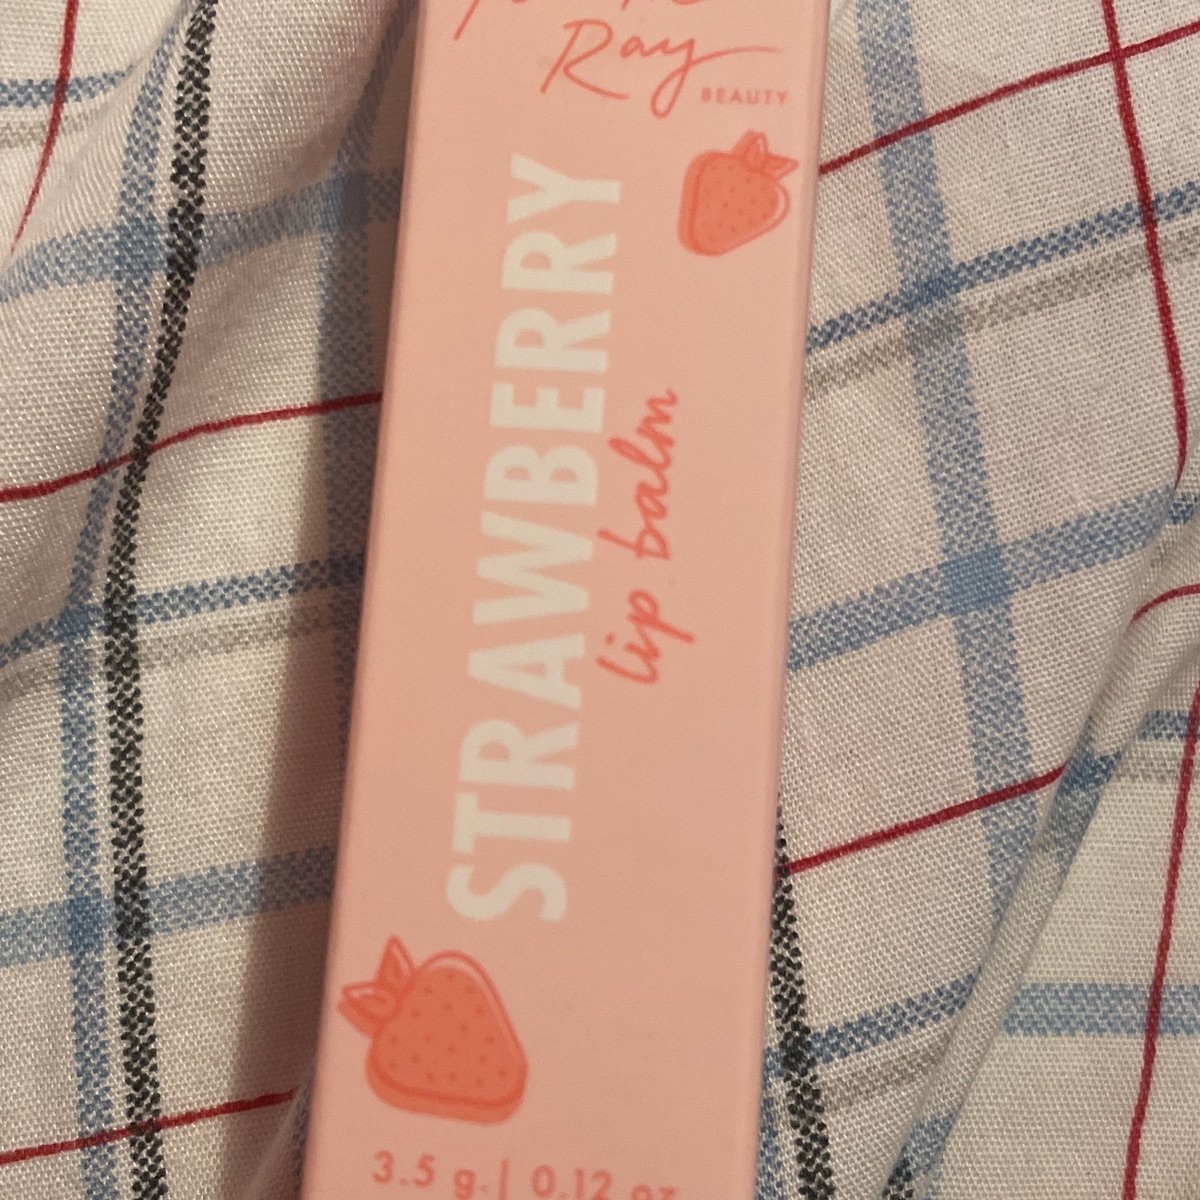 Ray
BEAUTY
STRAWBERRY
lip balm
3.5 g. | 0.12 oz